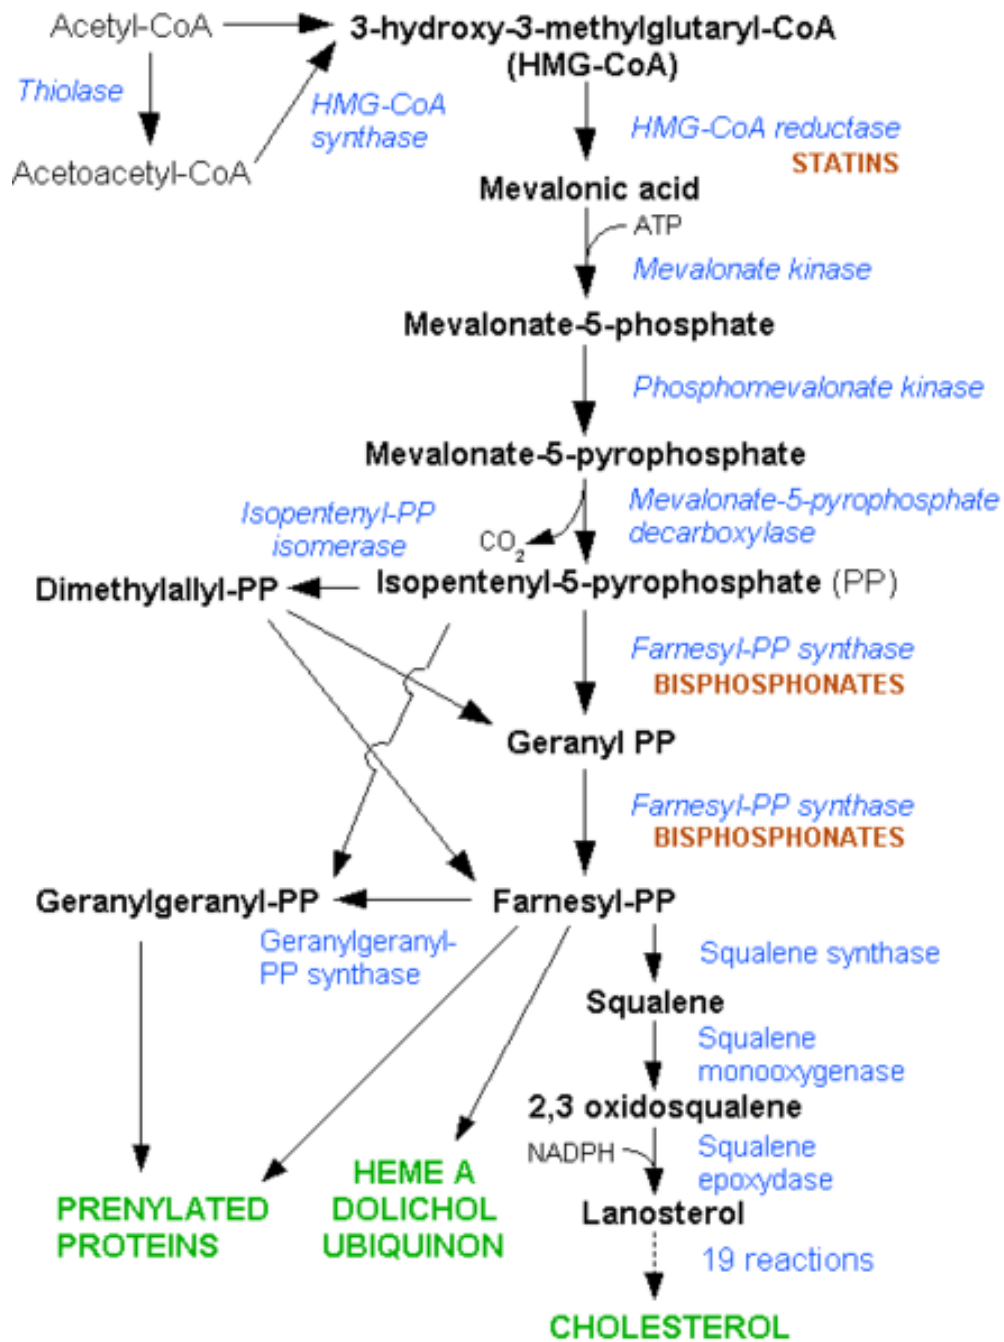 Acetyl-CoA
3-hydroxy-3-methylglutaryl-CoA
(HMG-CoA)
Thiolase
HMG-CoA
synthase
HMG-CoA reductase
STATINS
Acetoacetyl-CoA
Mevalonic acid
ATP
Mevalonate kinase
Mevalonate-5-phosphate
Phosphomevalonate kinase
Mevalonate-5-pyrophosphate
Isopentenyl-PP
isomerase
CO2
Mevalonate-5-pyrophosphate
decarboxylase
Dimethylallyl-PP
Isopentenyl-5-pyrophosphate (PP)
Farnesyl-PP synthase
BISPHOSPHONATES
Geranyl PP
Farnesyl-PP synthase
BISPHOSPHONATES
Geranylgeranyl-PP
Farnesyl-PP
Geranylgeranyl-
PP synthase
Squalene synthase
Squalene
Squalene
monooxygenase
2,3 oxidosqualene
NADPH
Squalene
epoxydase
Lanosterol
PRENYLATED
PROTEINS
HEME A
DOLICHOL
UBIQUINON
19 reactions
CHOLESTEROL